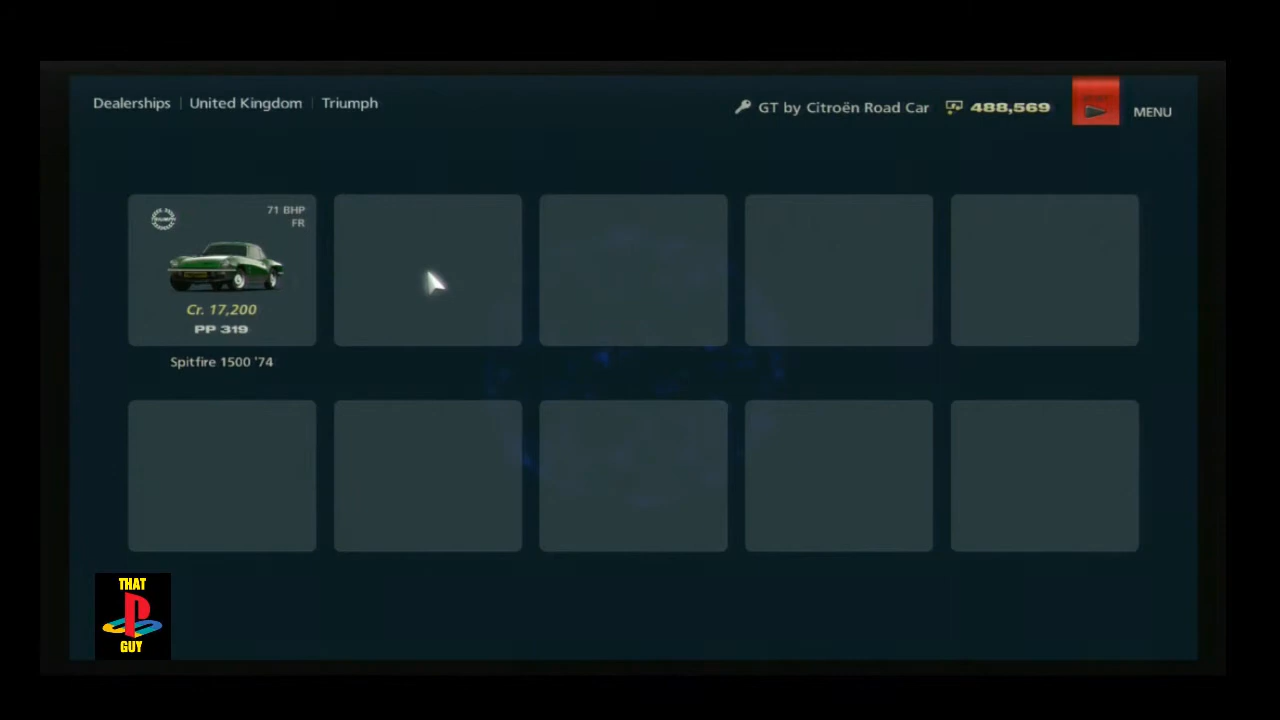 Dealerships | United Kingdom | Triumph
GT by Citroën Road Car 488,569
MENU
71 BHP
FR
Cr. 17,200
PP 319
Spitfire 1500 '74
THAT
GUY